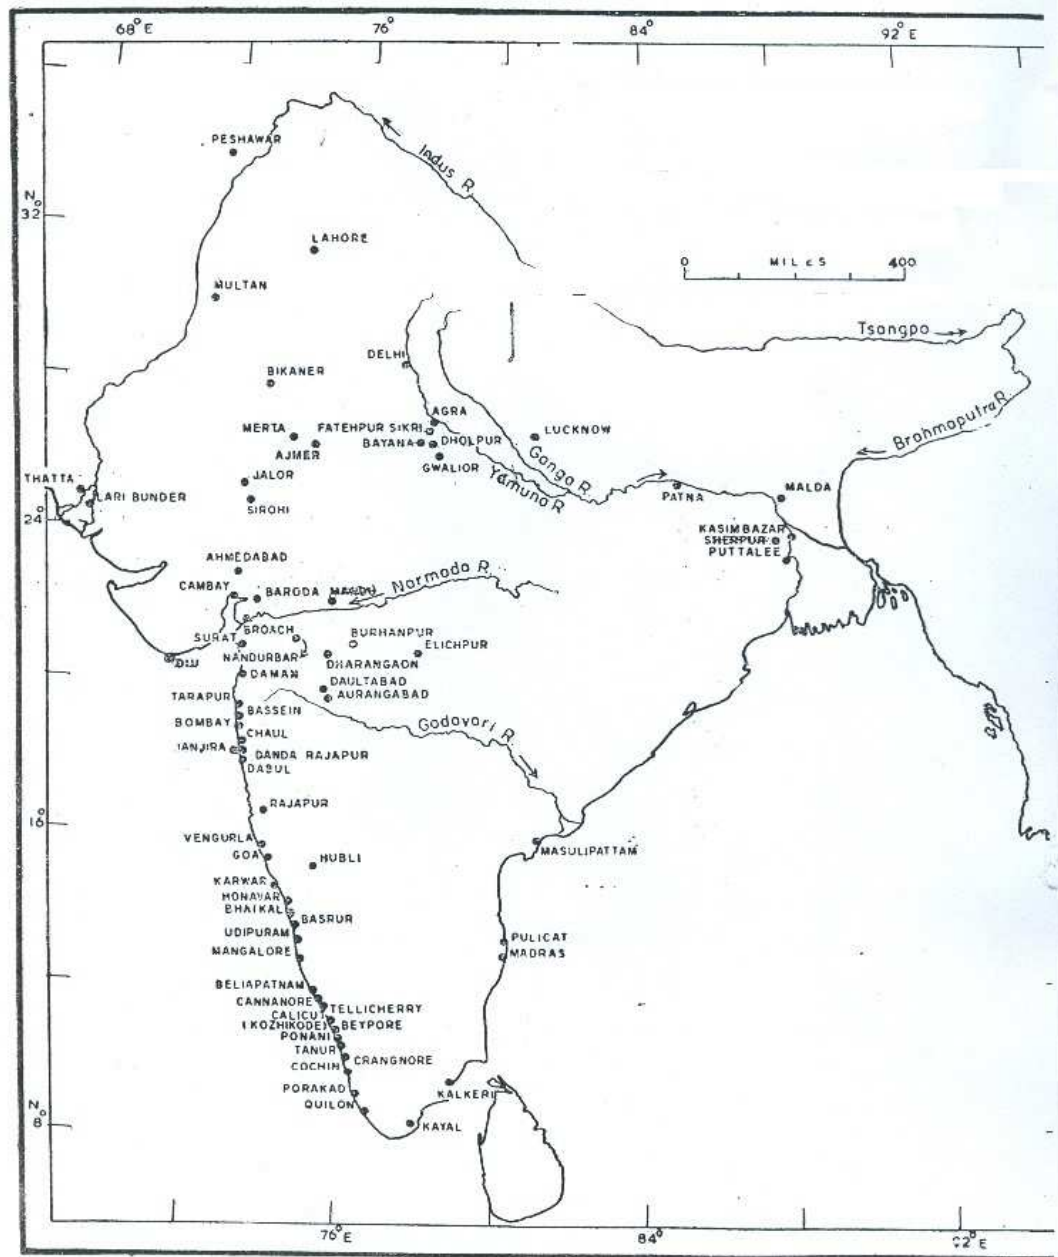 68°E 76° 84° 92°E
PESHAWAR
Indus R.
N°
32
LAHORE
0 MILES 400
MULTAN
Tsangpo
DELHI
BIKANER
AGRA
Brahmaputra R.
MERTA FATEHPUR SIKRI LUCKNOW
BAYANA DHOLPUR
AJMER
GWALIOR
Ganga R.
JALOR
THATTA
Yamuna R.
PATNA MALDA
LARI BUNDER
SIROHI
24
KASIMBAZAR
SHERPUR
PUTTALEE
AHMEDABAD
Narmada R.
CAMBAY BARODA MANDU
BROACH
SURAT BURHANPUR
ELICHPUR
NANDURBAR
DIU
DHARANGAON
DAMAN
DAULTABAD
AURANGABAD
TARAPUR
BASSEIN
BOMBAY
Godavari R.
CHAUL
JANJIRA
DANDA RAJAPUR
DABUL
RAJAPUR
16°
VENGURLA
MASULIPATTAM
GOA HUBLI
KARWAR
HONAVAR
BHATKAL
BASRUR
UDIPURAM
PULICAT
MANGALORE MADRAS
BELIAPATNAM
CANNANORE
TELLICHERRY
CALICUT
(KOZHIKODE) BEYPORE
PONANI
TANUR
CRANGNORE
COCHIN
PORAKAD KALKERI
QUILON
N°
8
KAYAL
76°E 84° 92°E